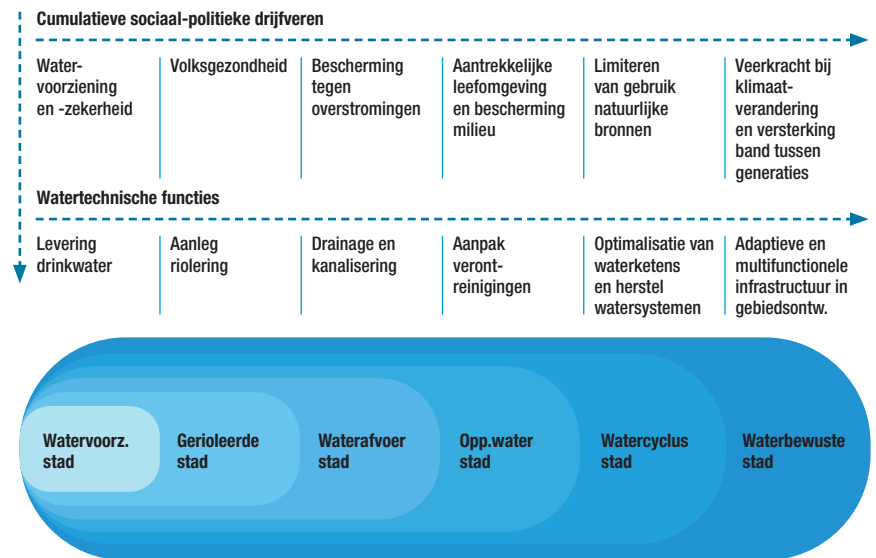 Cumulatieve sociaal-politieke drijfveren
Water-
voorziening
en -zekerheid
Volksgezondheid
Bescherming
tegen
overstromingen
Aantrekkelijke
leefomgeving
en bescherming
milieu
Limiteren
van gebruik
natuurlijke
bronnen
Veerkracht bij
klimaat-
verandering
en versterking
band tussen
generaties
Watertechnische functies
Levering
drinkwater
Aanleg
riolering
Drainage en
kanalisering
Aanpak
veront-
reinigingen
Optimalisatie van
waterketens
en herstel
watersystemen
Adaptieve en
multifunctionele
infrastructuur in
gebiedsontw.
Watervoorz.
stad
Gerioleerde
stad
Waterafvoer
stad
Opp.water
stad
Watercyclus
stad
Waterbewuste
stad